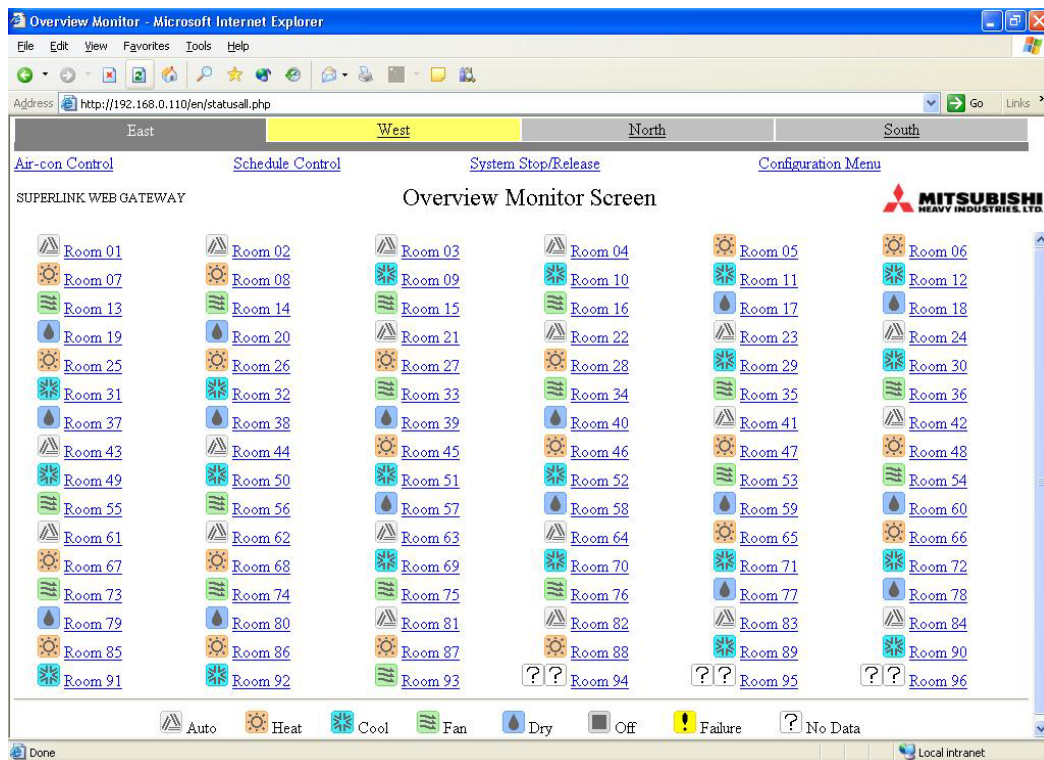 Overview Monitor - Microsoft Internet Explorer
File Edit View Favorites Tools Help
Address http://192.168.0.110/en/statusall.php Go Links
East West North South
Air-con Control Schedule Control System Stop/Release Configuration Menu
SUPERLINK WEB GATEWAY Overview Monitor Screen MITSUBISHI
HEAVY INDUSTRIES, LTD.
Room 01 Room 02 Room 03 Room 04 Room 05 Room 06
Room 07 Room 08 Room 09 Room 10 Room 11 Room 12
Room 13 Room 14 Room 15 Room 16 Room 17 Room 18
Room 19 Room 20 Room 21 Room 22 Room 23 Room 24
Room 25 Room 26 Room 27 Room 28 Room 29 Room 30
Room 31 Room 32 Room 33 Room 34 Room 35 Room 36
Room 37 Room 38 Room 39 Room 40 Room 41 Room 42
Room 43 Room 44 Room 45 Room 46 Room 47 Room 48
Room 49 Room 50 Room 51 Room 52 Room 53 Room 54
Room 55 Room 56 Room 57 Room 58 Room 59 Room 60
Room 61 Room 62 Room 63 Room 64 Room 65 Room 66
Room 67 Room 68 Room 69 Room 70 Room 71 Room 72
Room 73 Room 74 Room 75 Room 76 Room 77 Room 78
Room 79 Room 80 Room 81 Room 82 Room 83 Room 84
Room 85 Room 86 Room 87 Room 88 Room 89 Room 90
Room 91 Room 92 Room 93 ?? Room 94 ?? Room 95 ?? Room 96
Auto Heat Cool Fan Dry Off ! Failure ? No Data
Done Local intranet